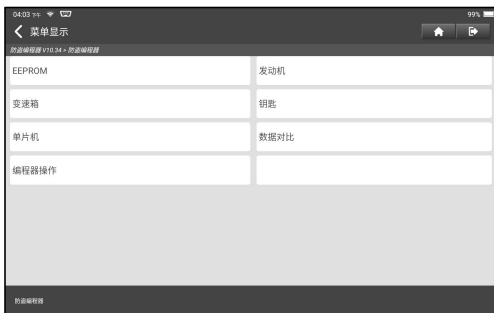 04:03 下午 99%
菜单显示
防盗编程器 V10.34 > 防盗编程器
EEPROM 发动机
变速箱 钥匙
单片机 数据对比
编程器操作
防盗编程器